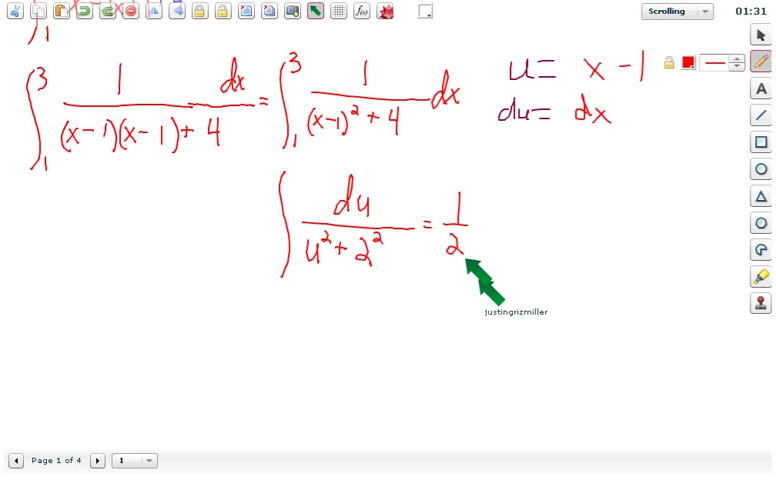 Scrolling 01:31
∫₁³ 1/((x-1)(x-1)+4) dx = ∫₁³ 1/((x-1)²+4) dx
u = x - 1
du = dx
∫ du/(u²+2²) = 1/2
justingrizmiller
Page 1 of 4 1